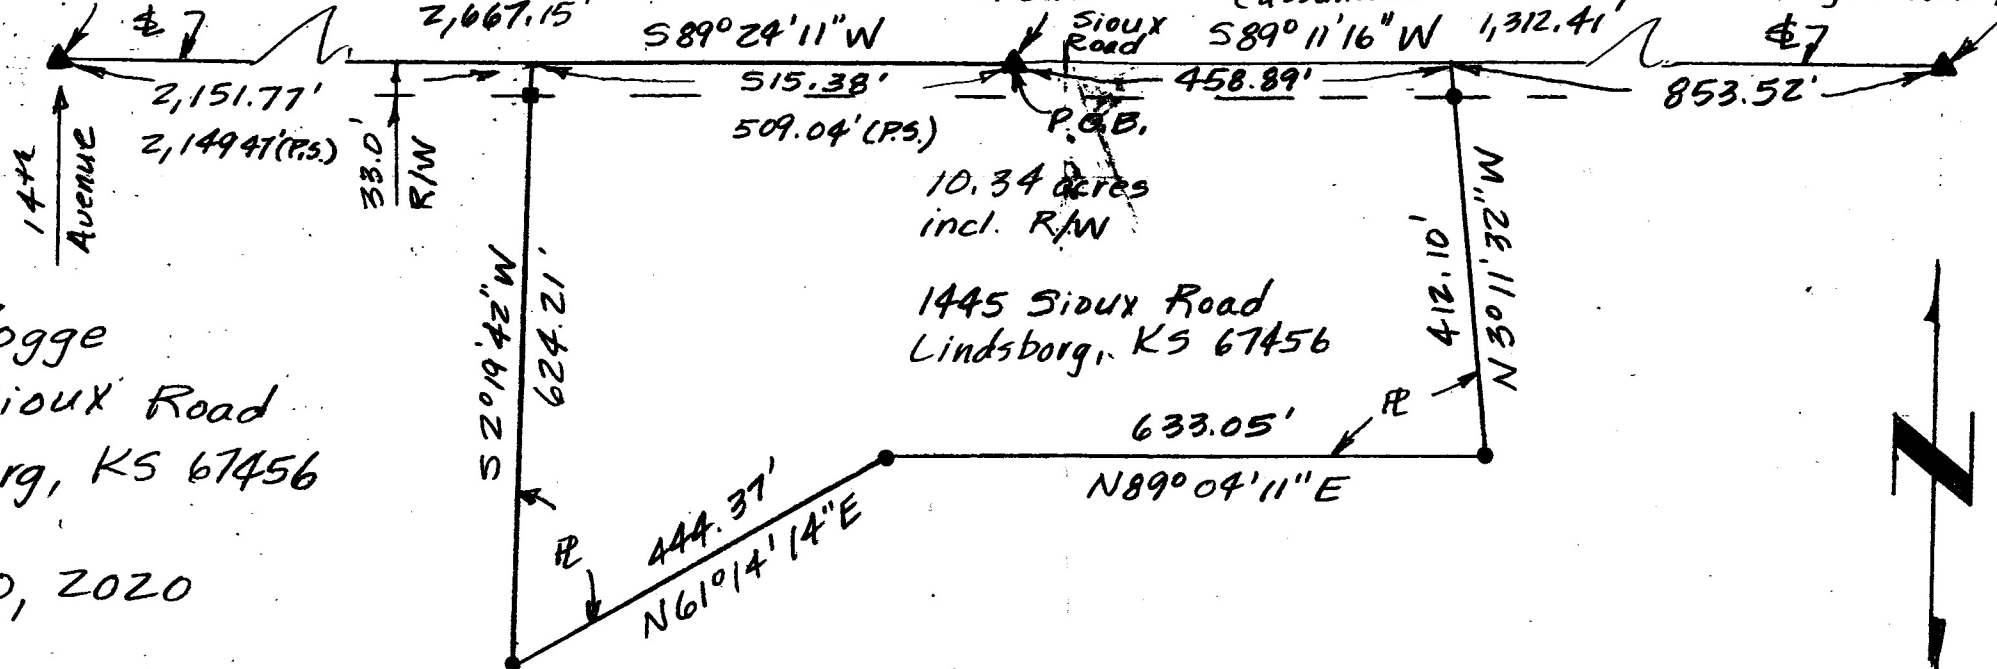 2,667.15'
1,312.41'
S89°24'11"W
Sioux
Road
S89°11'16"W
2,151.77'
515.38'
458.89'
853.52'
2,149.47'(P.S.)
509.04'(P.S.)
P.O.B.
14th
Avenue
33.0'
R/W
10.34 acres
incl. R/W
S2°19'42"W
624.21'
1445 Sioux Road
Lindsborg, KS 67456
412.10'
N3°11'32"W
ogge
ioux Road
rg, KS 67456
PL
633.05'
N89°04'11"E
444.37'
N61°14'14"E
PL
, 2020
N